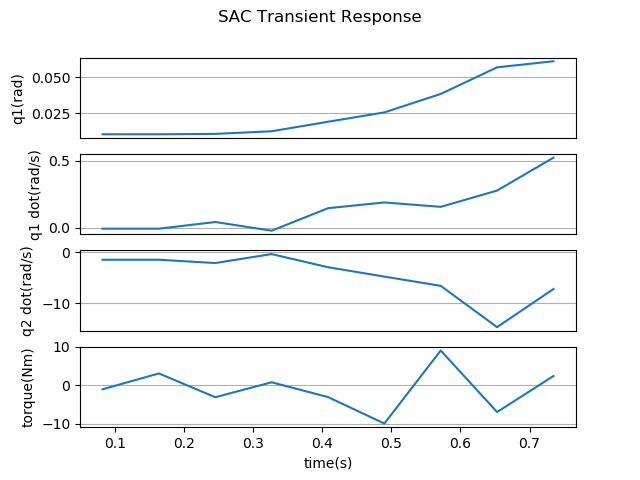 SAC Transient Response
q1(rad)
0.050
0.025
q1 dot(rad/s)
0.5
0.0
q2 dot(rad/s)
0
−10
torque(Nm)
10
0
−10
0.1 0.2 0.3 0.4 0.5 0.6 0.7
time(s)